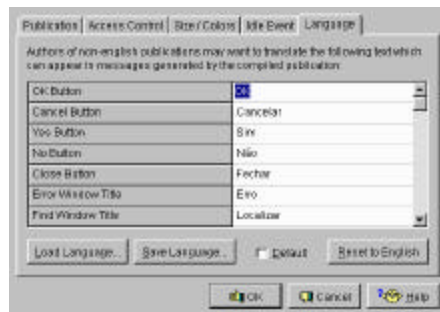 Publication Access Control Size / Colors Idle Event Language
Authors of non-english publications may want to translate the following text which
can appear in messages generated by the compiled publication:
OK Button OK
Cancel Button Cancelar
Yes Button Sim
No Button Não
Close Button Fechar
Error Window Title Erro
Find Window Title Localizar
Load Language... Save Language... Default Reset to English
OK Cancel Help